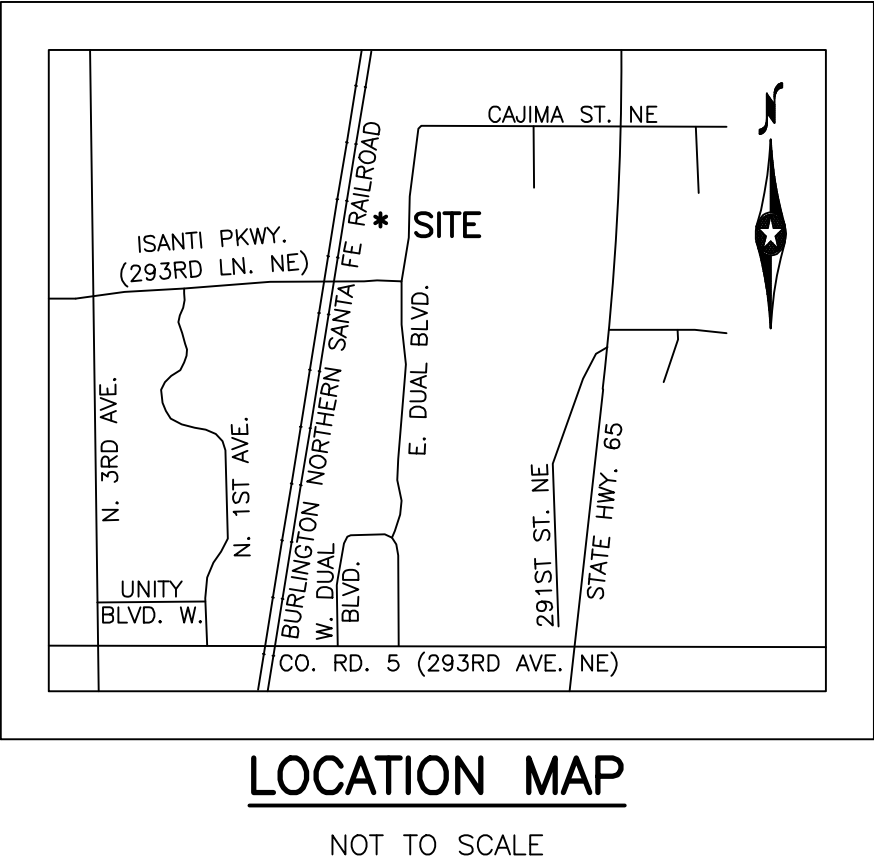 CAJIMA ST. NE
N
SITE
ISANTI PKWY.
(293RD LN. NE)
BURLINGTON NORTHERN SANTA FE RAILROAD
E. DUAL BLVD.
N. 3RD AVE.
N. 1ST AVE.
291ST ST. NE
STATE HWY. 65
W. DUAL
BLVD.
UNITY
BLVD. W.
CO. RD. 5 (293RD AVE. NE)
LOCATION MAP
NOT TO SCALE